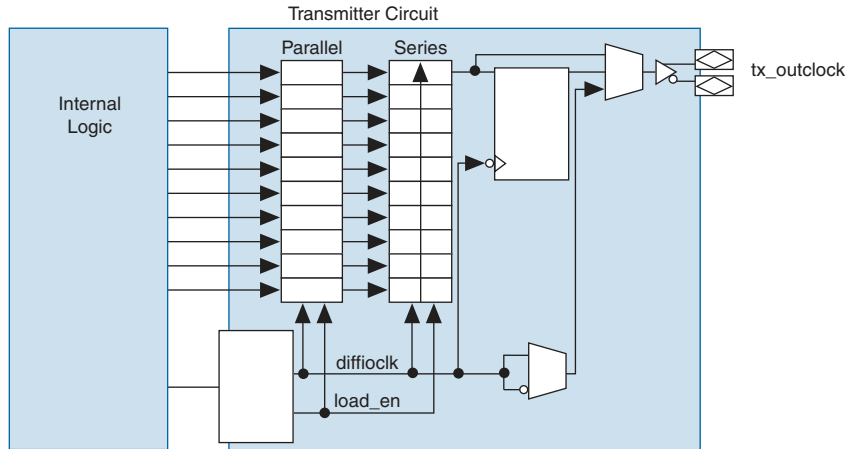 Transmitter Circuit
Parallel
Series
tx_outclock
Internal
Logic
diffioclk
load_en